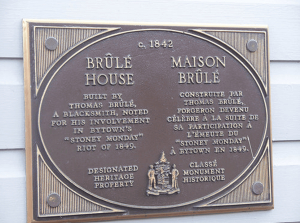 c. 1842
BRÛLÉ
HOUSE
BUILT BY
THOMAS BRÛLÉ,
A BLACKSMITH, NOTED
FOR HIS INVOLVEMENT
IN BYTOWN'S
"STONEY MONDAY"
RIOT OF 1849.
DESIGNATED
HERITAGE
PROPERTY
MAISON
BRÛLÉ
CONSTRUITE PAR
THOMAS BRÛLÉ,
FORGERON DEVENU
CÉLÈBRE À LA SUITE DE
SA PARTICIPATION À
L'ÉMEUTE DU
"STONEY MONDAY"
À BYTOWN EN 1849.
CLASSÉ
MONUMENT
HISTORIQUE